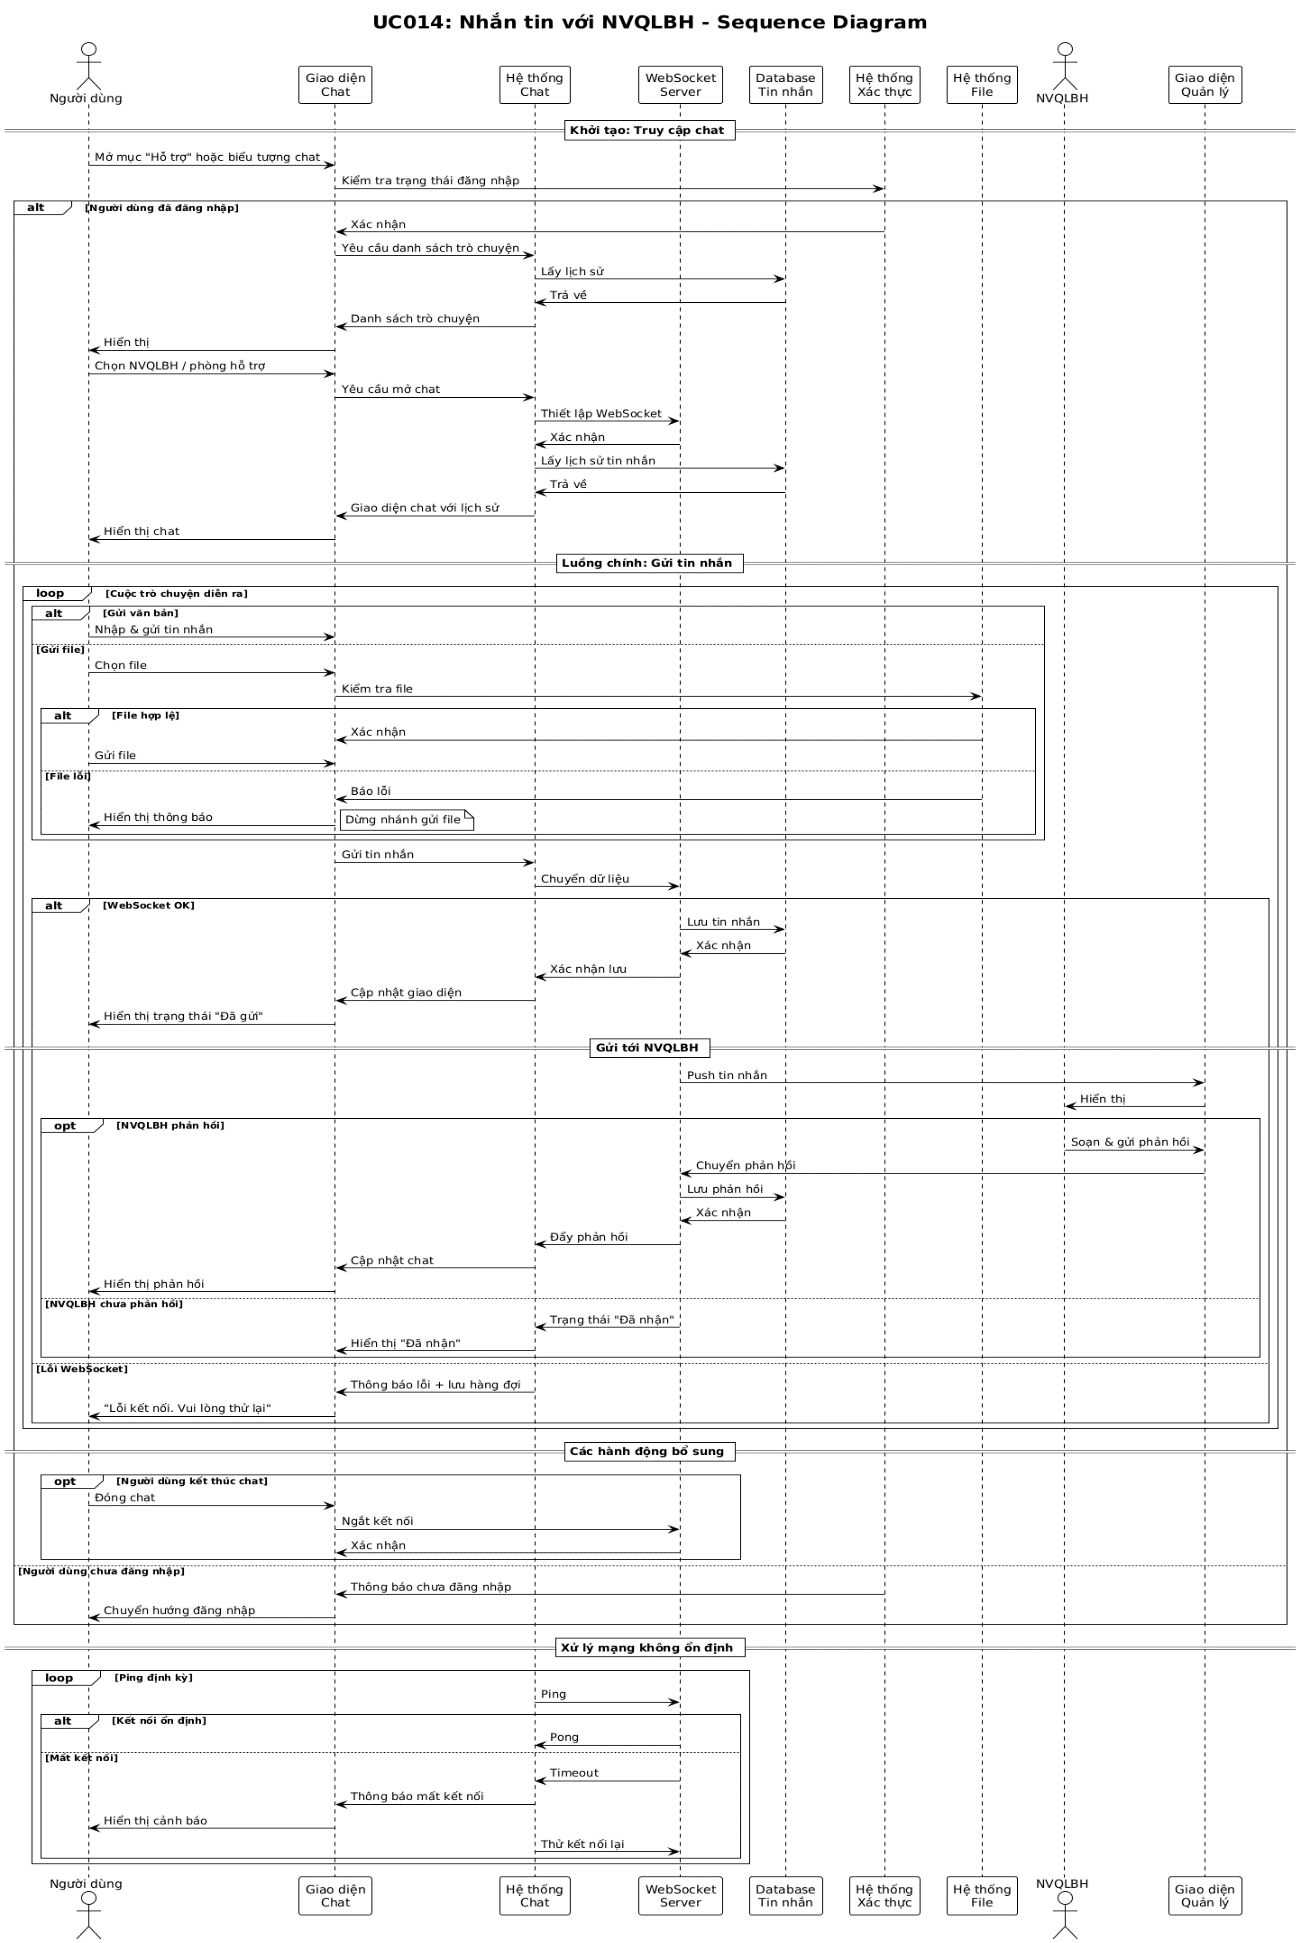 UC014: Nhắn tin với NVQLBH - Sequence Diagram
Người dùng
Giao diện
Chat
Hệ thống
Chat
WebSocket
Server
Database
Tin nhắn
Hệ thống
Xác thực
Hệ thống
File
NVQLBH
Giao diện
Quản lý
Khởi tạo: Truy cập chat
Mở mục "Hỗ trợ" hoặc biểu tượng chat
Kiểm tra trạng thái đăng nhập
alt [Người dùng đã đăng nhập]
Xác nhận
Yêu cầu danh sách trò chuyện
Lấy lịch sử
Trả về
Danh sách trò chuyện
Hiển thị
Chọn NVQLBH / phòng hỗ trợ
Yêu cầu mở chat
Thiết lập WebSocket
Xác nhận
Lấy lịch sử tin nhắn
Trả về
Giao diện chat với lịch sử
Hiển thị chat
Luồng chính: Gửi tin nhắn
loop [Cuộc trò chuyện diễn ra]
alt [Gửi văn bản]
Nhập & gửi tin nhắn
[Gửi file]
Chọn file
Kiểm tra file
alt [File hợp lệ]
Xác nhận
Gửi file
[File lỗi]
Báo lỗi
Hiển thị thông báo
Dừng nhánh gửi file
Gửi tin nhắn
Chuyển dữ liệu
alt [WebSocket OK]
Lưu tin nhắn
Xác nhận
Xác nhận lưu
Cập nhật giao diện
Hiển thị trạng thái "Đã gửi"
Gửi tới NVQLBH
Push tin nhắn
Hiển thị
opt [NVQLBH phản hồi]
Soạn & gửi phản hồi
Chuyển phản hồi
Lưu phản hồi
Xác nhận
Đẩy phản hồi
Cập nhật chat
Hiển thị phản hồi
[NVQLBH chưa phản hồi]
Trạng thái "Đã nhận"
Hiển thị "Đã nhận"
[Lỗi WebSocket]
Thông báo lỗi + lưu hàng đợi
"Lỗi kết nối. Vui lòng thử lại"
Các hành động bổ sung
opt [Người dùng kết thúc chat]
Đóng chat
Ngắt kết nối
Xác nhận
[Người dùng chưa đăng nhập]
Thông báo chưa đăng nhập
Chuyển hướng đăng nhập
Xử lý mạng không ổn định
loop [Ping định kỳ]
Ping
alt [Kết nối ổn định]
Pong
[Mất kết nối]
Timeout
Thông báo mất kết nối
Hiển thị cảnh báo
Thử kết nối lại
Người dùng
Giao diện
Chat
Hệ thống
Chat
WebSocket
Server
Database
Tin nhắn
Hệ thống
Xác thực
Hệ thống
File
NVQLBH
Giao diện
Quản lý